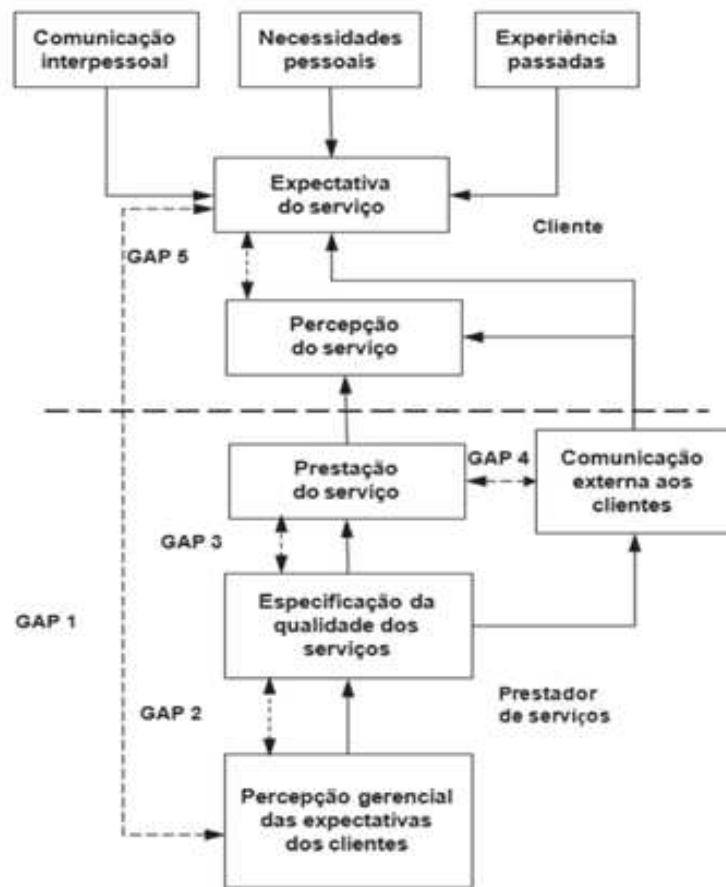 Comunicação
interpessoal
Necessidades
pessoais
Experiência
passadas
Expectativa
do serviço
Cliente
GAP 5
Percepção
do serviço
Prestação
do serviço
GAP 4
Comunicação
externa aos
clientes
GAP 3
Especificação da
qualidade dos
serviços
GAP 1
GAP 2
Prestador
de serviços
Percepção gerencial
das expectativas
dos clientes